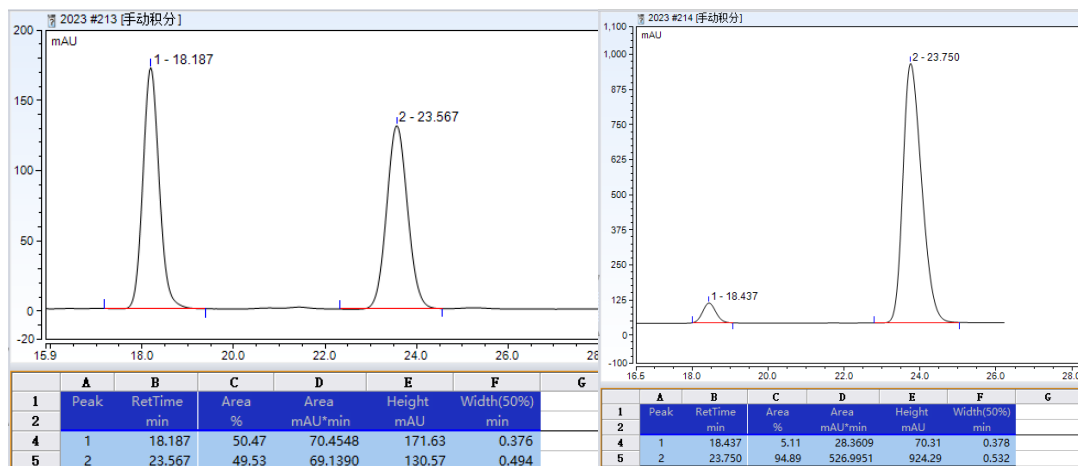 2023 #213 [手动积分]
mAU
200
150
100
50
0
-20
1 - 18.187
2 - 23.567
15.9 18.0 20.0 22.0 24.0 26.0 28
A B C D E F G
1 Peak RetTime Area Area Height Width(50%)
2 min % mAU*min mAU min
4 1 18.187 50.47 70.4548 171.63 0.376
5 2 23.567 49.53 69.1390 130.57 0.494
2023 #214 [手动积分]
1,100
mAU
1,000
875
750
625
500
375
250
125
0
-100
1 - 18.437
2 - 23.750
16.5 18.0 20.0 22.0 24.0 26.0 28.0
A B C D E F G
1 Peak RetTime Area Area Height Width(50%)
2 min % mAU*min mAU min
4 1 18.437 5.11 28.3609 70.31 0.378
5 2 23.750 94.89 526.9951 924.29 0.532